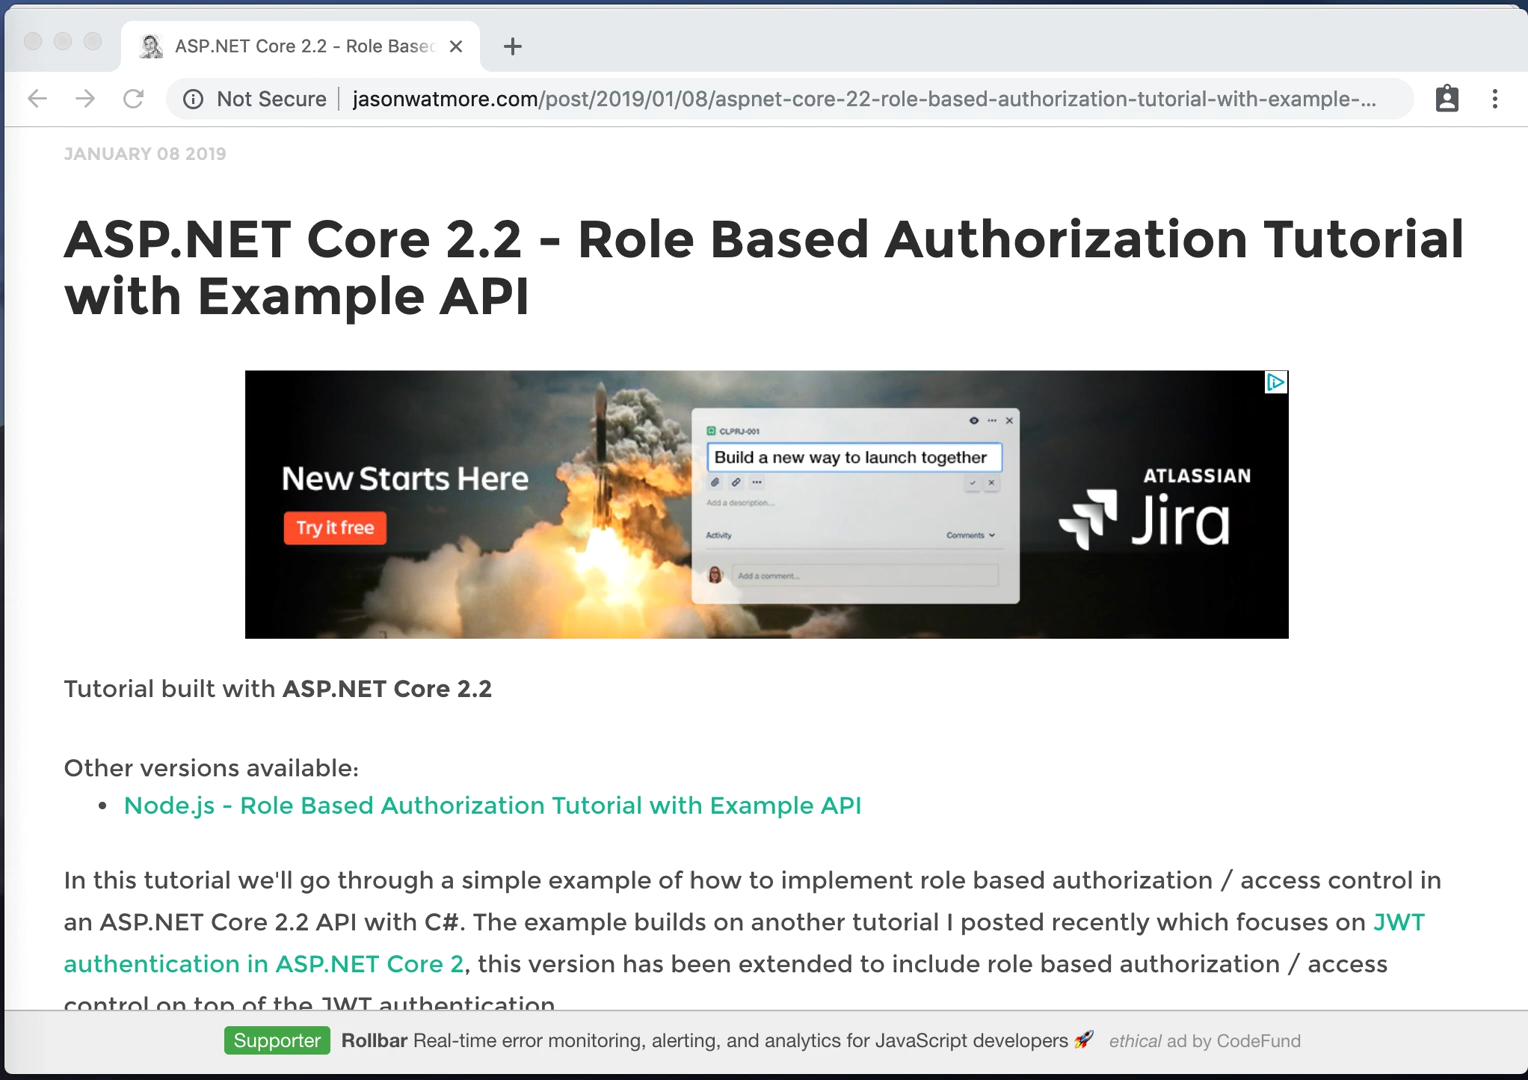 ASP.NET Core 2.2 - Role Based
Not Secure | jasonwatmore.com/post/2019/01/08/aspnet-core-22-role-based-authorization-tutorial-with-example-...
JANUARY 08 2019
ASP.NET Core 2.2 - Role Based Authorization Tutorial
with Example API
New Starts Here
Try it free
CLPRJ-001
Build a new way to launch together
Add a description...
Activity
Comments
Add a comment...
ATLASSIAN
Jira
Tutorial built with ASP.NET Core 2.2
Other versions available:
• Node.js - Role Based Authorization Tutorial with Example API
In this tutorial we'll go through a simple example of how to implement role based authorization / access control in
an ASP.NET Core 2.2 API with C#. The example builds on another tutorial I posted recently which focuses on JWT
authentication in ASP.NET Core 2, this version has been extended to include role based authorization / access
control on top of the JWT authentication
Supporter Rollbar Real-time error monitoring, alerting, and analytics for JavaScript developers 🚀 ethical ad by CodeFund